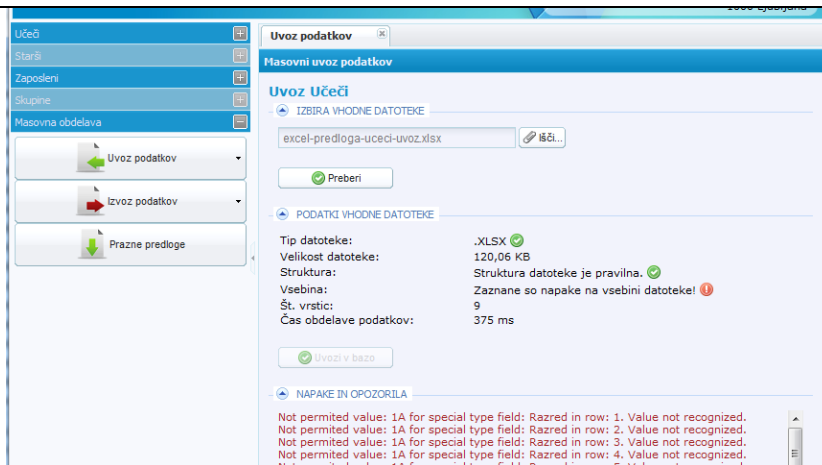 1000 Ljubljana
Učeči
Starši
Zaposleni
Skupine
Masovna obdelava
Uvoz podatkov
Izvoz podatkov
Prazne predloge
Uvoz podatkov
Masovni uvoz podatkov
Uvoz Učeči
IZBIRA VHODNE DATOTEKE
excel-predloga-uceci-uvoz.xlsx
Išči...
Preberi
PODATKI VHODNE DATOTEKE
Tip datoteke: .XLSX
Velikost datoteke: 120,06 KB
Struktura: Struktura datoteke je pravilna.
Vsebina: Zaznane so napake na vsebini datoteke!
Št. vrstic: 9
Čas obdelave podatkov: 375 ms
Uvozi v bazo
NAPAKE IN OPOZORILA
Not permited value: 1A for special type field: Razred in row: 1. Value not recognized.
Not permited value: 1A for special type field: Razred in row: 2. Value not recognized.
Not permited value: 1A for special type field: Razred in row: 3. Value not recognized.
Not permited value: 1A for special type field: Razred in row: 4. Value not recognized.